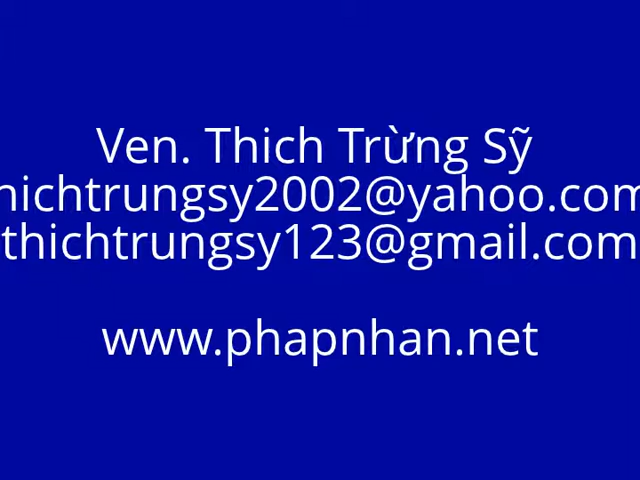 Ven. Thich Trừng Sỹ
hichtrungsy2002@yahoo.com
thichtrungsy123@gmail.com
www.phapnhan.net